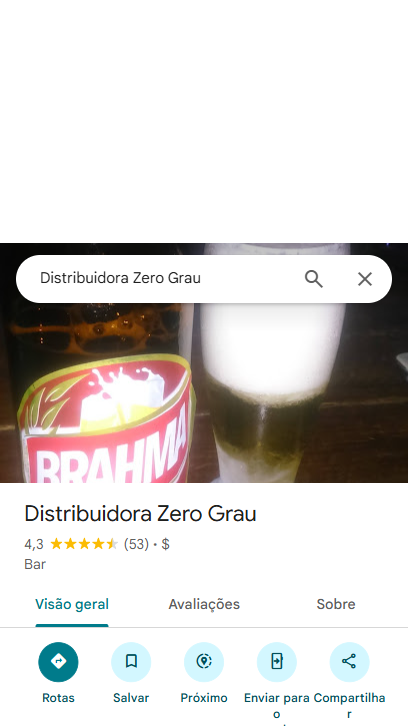 Distribuidora Zero Grau
BRAHMA
Distribuidora Zero Grau
4,3 (53) · $
Bar
Visão geral Avaliações Sobre
Rotas Salvar Próximo Enviar para o Compartilhar